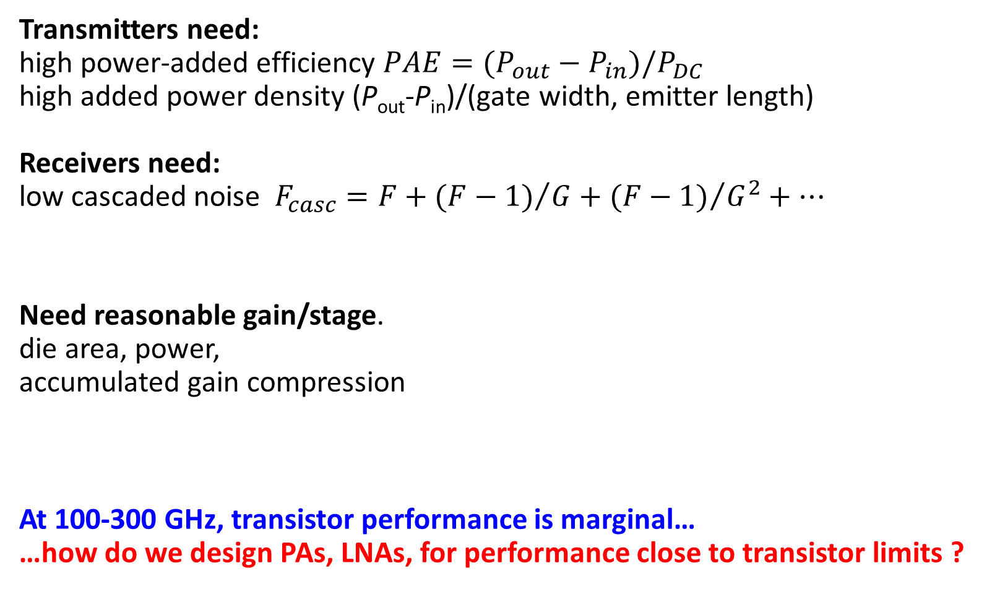 Transmitters need:
high power-added efficiency PAE = (P_out − P_in)/P_DC
high added power density (P_out-P_in)/(gate width, emitter length)
Receivers need:
low cascaded noise F_casc = F + (F − 1)/G + (F − 1)/G² + ⋯
Need reasonable gain/stage.
die area, power,
accumulated gain compression
At 100-300 GHz, transistor performance is marginal…
…how do we design PAs, LNAs, for performance close to transistor limits ?